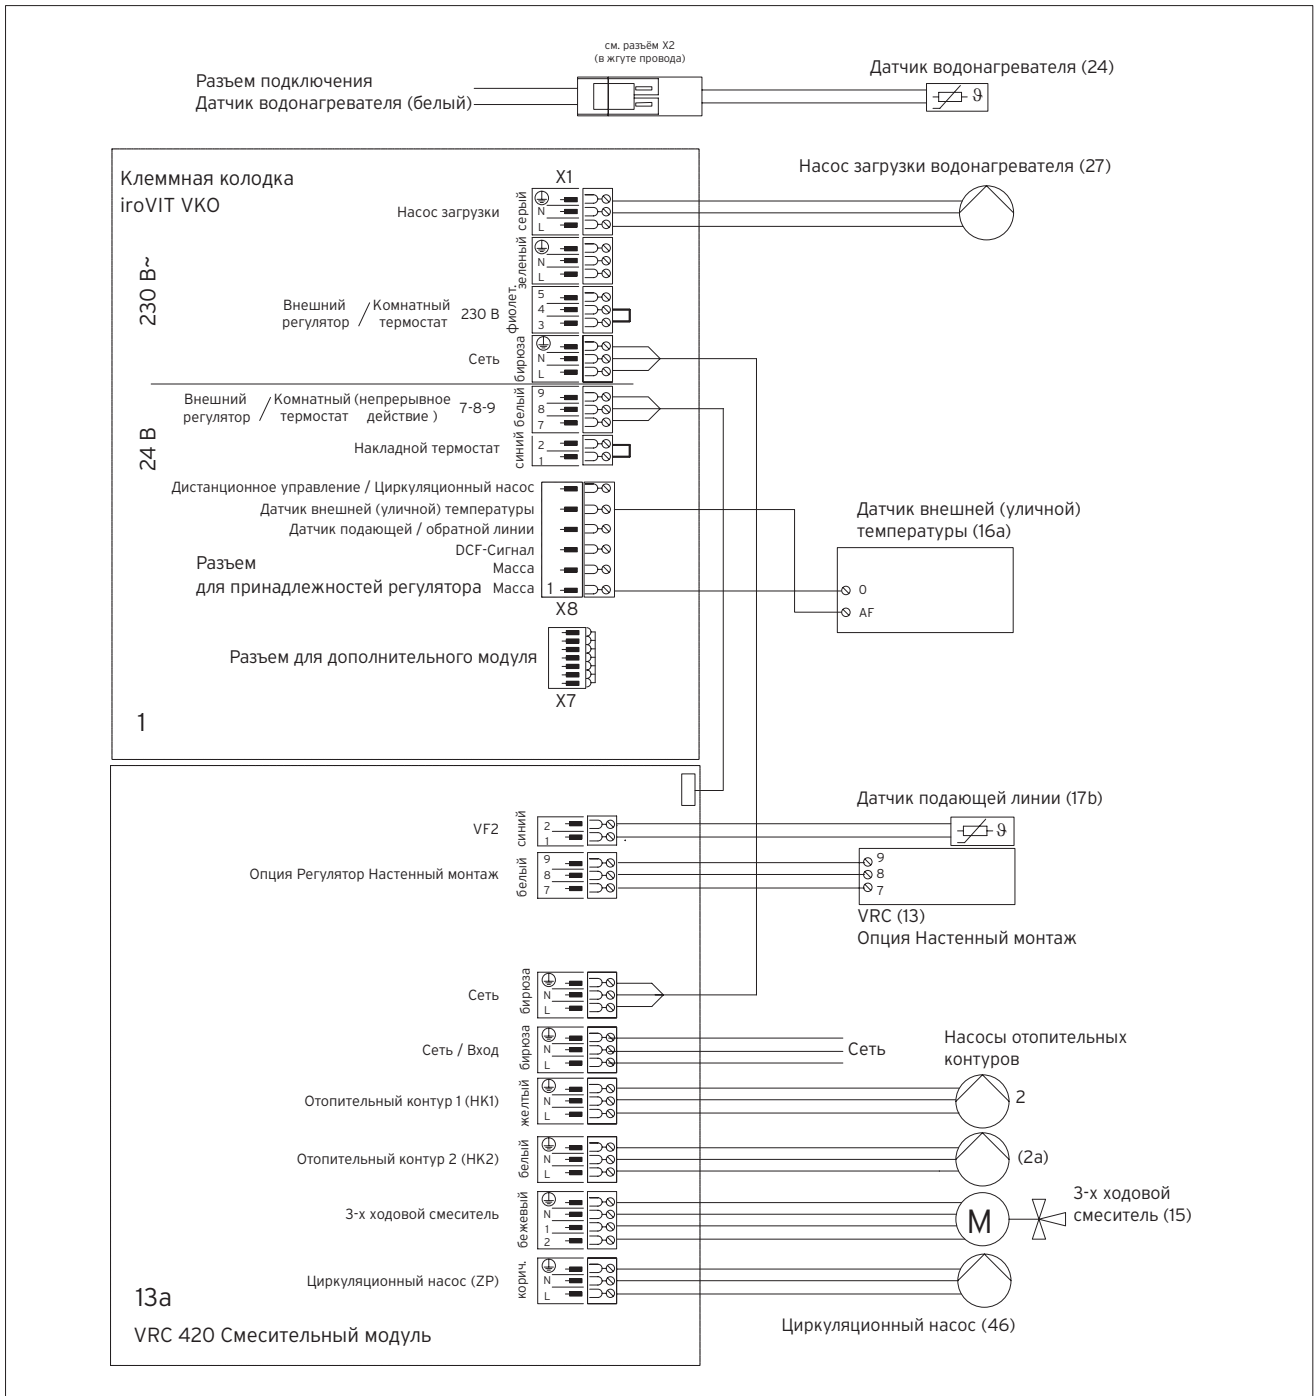 см. разъём X2
(в жгуте провода)
Разъем подключения
Датчик водонагревателя (белый)
Датчик водонагревателя (24)
ϑ
Клеммная колодка
iroVIT VKO
X1
Насос загрузки водонагревателя (27)
Насос загрузки
серый
N
L
зеленый
N
L
230 В~
Внешний
регулятор
/
Комнатный
термостат
230 В
фиолет.
5
4
3
Сеть
бирюза
N
L
24 В
Внешний
регулятор
/
Комнатный (непрерывное
термостат действие )
7-8-9
белый
9
8
7
Накладной термостат
синий
2
1
Дистанционное управление / Циркуляционный насос
Датчик внешней (уличной) температуры
Датчик подающей / обратной линии
DCF-Сигнал
Масса
Разъем
для принадлежностей регулятора
Масса
1
X8
Датчик внешней (уличной)
температуры (16a)
0
AF
Разъем для дополнительного модуля
X7
1
VF2
синий
2
1
Датчик подающей линии (17b)
ϑ
Опция Регулятор Настенный монтаж
белый
9
8
7
9
8
7
VRC (13)
Опция Настенный монтаж
Сеть
бирюза
N
L
Сеть / Вход
бирюза
N
L
Сеть
Насосы отопительных
контуров
Отопительный контур 1 (HK1)
желтый
N
L
2
Отопительный контур 2 (HK2)
белый
N
L
(2a)
3-х ходовой смеситель
бежевый
N
1
2
M
3-х ходовой
смеситель (15)
Циркуляционный насос (ZP)
корич.
N
L
Циркуляционный насос (46)
13a
VRC 420 Смесительный модуль